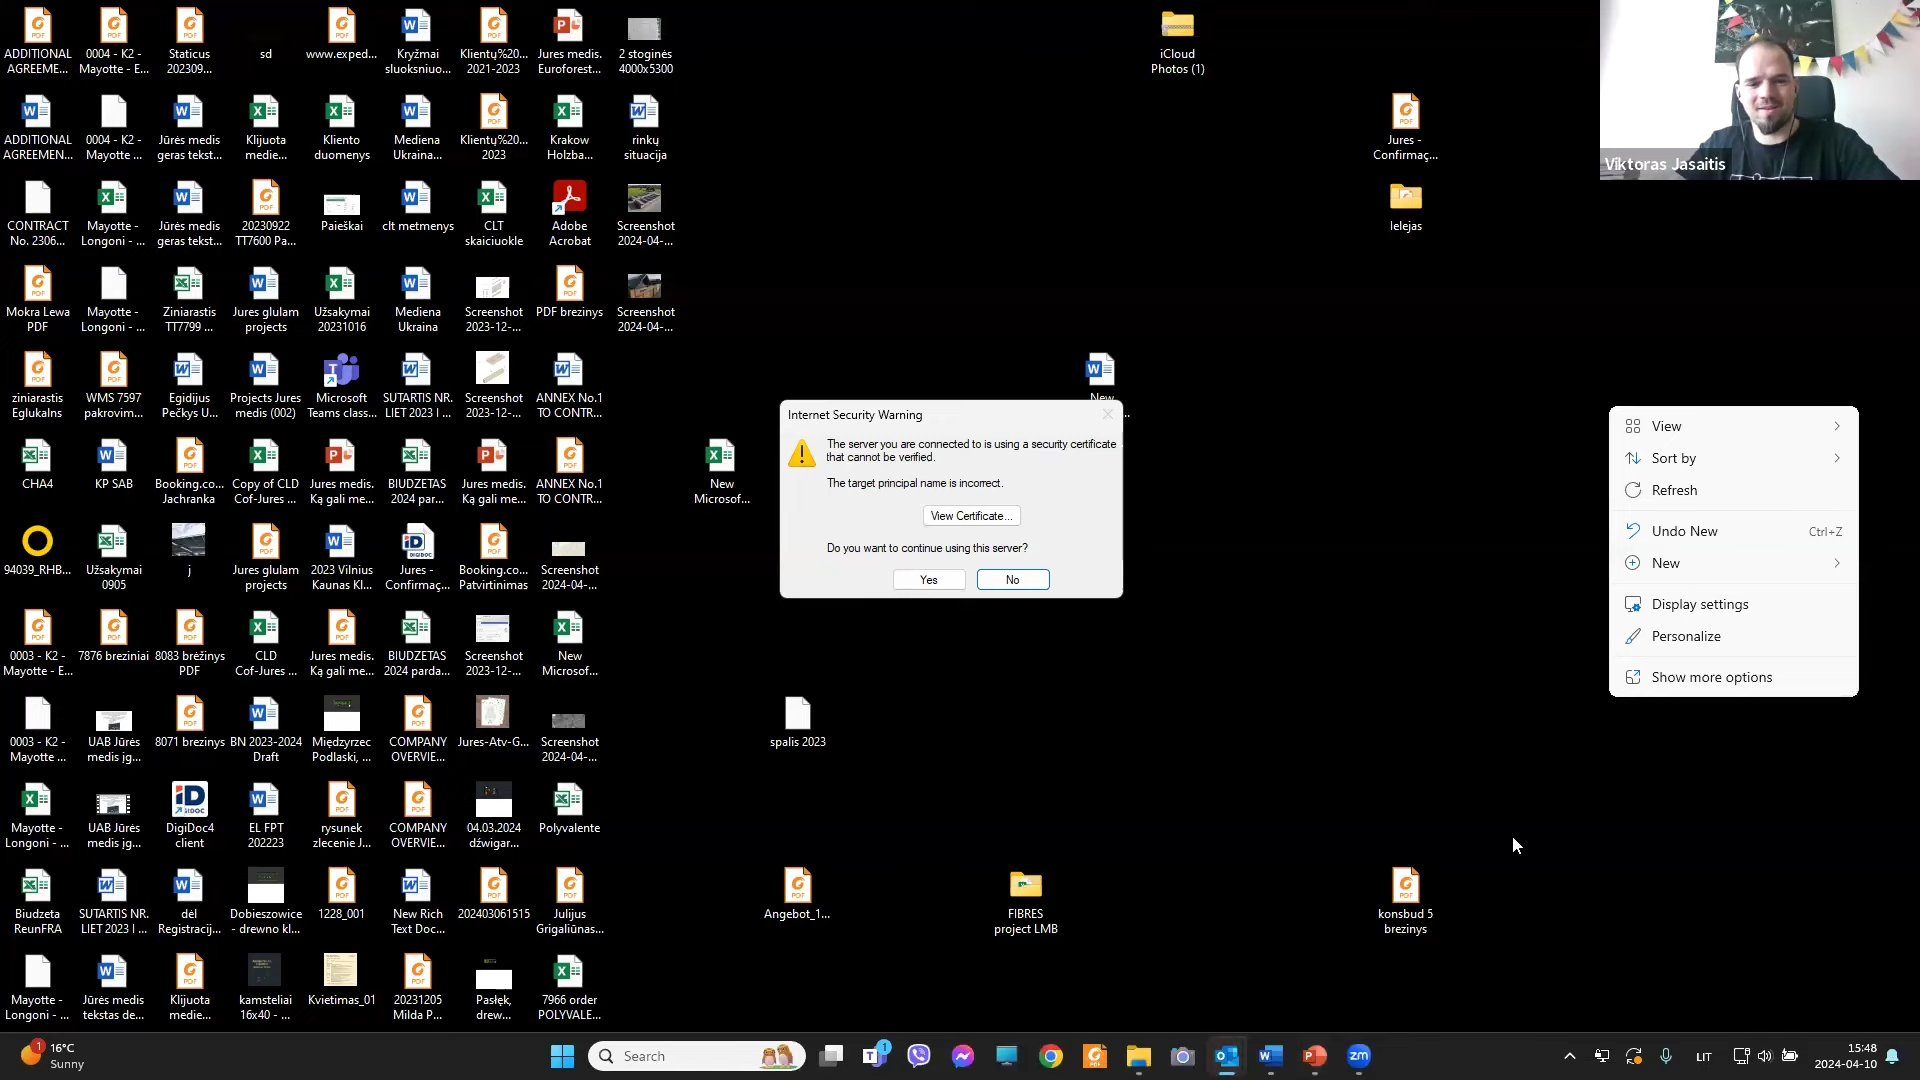 ADDITIONAL
AGREEME...
0004 - K2 -
Mayotte - E...
Staticus
202309...
sd
www.exped...
Kryžmai
sluoksniuo...
Klientų%20...
2021-2023
Jures medis.
Euroforest...
2 stoginės
4000x5300
iCloud
Photos (1)
ADDITIONAL
AGREEMEN...
0004 - K2 -
Mayotte ...
Jūrės medis
geras tekst...
Klijuota
medie...
Kliento
duomenys
Mediena
Ukraina...
Klientų%20...
2023
Krakow
Holzba...
rinkų
situacija
Jures -
Confirmaç...
Viktoras Jasaitis
CONTRACT
No. 2306...
Mayotte -
Longoni - ...
Jūrės medis
geras tekst...
20230922
TT7600 Pa...
Paieškai
clt metmenys
CLT
skaiciuokle
Adobe
Acrobat
Screenshot
2024-04-...
lelejas
Mokra Lewa
PDF
Mayotte -
Longoni - ...
Ziniarastis
TT7799 ...
Jures glulam
projects
Užsakymai
20231016
Mediena
Ukraina
Screenshot
2023-12-...
PDF brezinys
Screenshot
2024-04-...
ziniarastis
Eglukalns
WMS 7597
pakrovim...
Egidijus
Pečkys U...
Projects Jures
medis (002)
Microsoft
Teams class...
SUTARTIS NR.
LIET 2023 I ...
Screenshot
2023-12-...
ANNEX No.1
TO CONTR...
New
CHA4
KP SAB
Booking.co...
Jachranka
Copy of CLD
Cof-Jures ...
Jures medis.
Ką gali me...
BIUDZETAS
2024 par...
Jures medis.
Ką gali me...
ANNEX No.1
TO CONTR...
New
Microsof...
94039_RHB...
Užsakymai
0905
j
Jures glulam
projects
2023 Vilnius
Kaunas Kl...
Jures -
Confirmaç...
Booking.co...
Patvirtinimas
Screenshot
2024-04-...
0003 - K2 -
Mayotte - E...
7876 breziniai
8083 brėžinys
PDF
CLD
Cof-Jures ...
Jures medis.
Ką gali me...
BIUDZETAS
2024 parda...
Screenshot
2023-12-...
New
Microsof...
0003 - K2 -
Mayotte ...
UAB Jūrės
medis įg...
8071 brezinys
BN 2023-2024
Draft
Międzyrzec
Podlaski, ...
COMPANY
OVERVIE...
Jures-Atv-G...
Screenshot
2024-04-...
spalis 2023
Mayotte -
Longoni - ...
UAB Jūrės
medis įg...
DigiDoc4
client
EL FPT
202223
rysunek
zlecenie J...
COMPANY
OVERVIE...
04.03.2024
dźwigar...
Polyvalente
Biudzeta
ReunFRA
SUTARTIS NR.
LIET 2023 I ...
dėl
Registracij...
Dobieszowice
- drewno kl...
1228_001
New Rich
Text Doc...
202403061515
Julijus
Grigaliūnas...
Angebot_1...
FIBRES
project LMB
konsbud 5
brezinys
Mayotte -
Longoni - ...
Jūrės medis
tekstas de...
Klijuota
medie...
kamsteliai
16x40 - ...
Kvietimas_01
20231205
Milda P...
Pasłęk,
drew...
7966 order
POLYVALE...
Internet Security Warning
The server you are connected to is using a security certificate
that cannot be verified.
The target principal name is incorrect.
View Certificate...
Do you want to continue using this server?
Yes
No
View
Sort by
Refresh
Undo New Ctrl+Z
New
Display settings
Personalize
Show more options
1
16°C
Sunny
Search
1
zm
LIT
15:48
2024-04-10